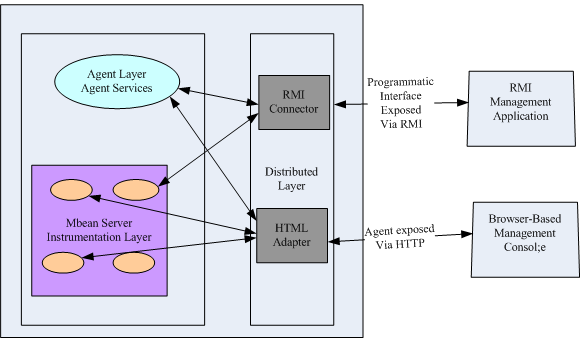 Agent Layer
Agent Services
RMI
Connector
Programmatic
Interface
Exposed
Via RMI
RMI
Management
Application
Distributed
Layer
Mbean Server
Instrumentation Layer
HTML
Adapter
Agent exposed
Via HTTP
Browser-Based
Management
Consol;e